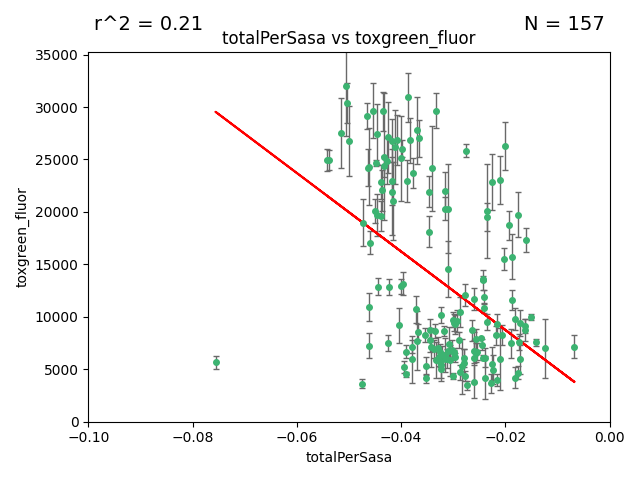 r^2 = 0.21
N = 157
totalPerSasa vs toxgreen_fluor
35000
30000
25000
20000
15000
10000
5000
0
toxgreen_fluor
−0.10
−0.08
−0.06
−0.04
−0.02
0.00
totalPerSasa